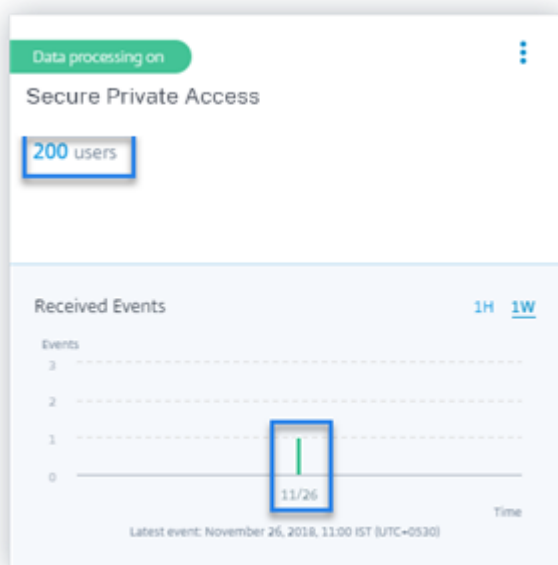 Data processing on
Secure Private Access
200 users
Received Events
1H 1W
Events
3
2
1
0
11/26
Time
Latest event: November 26, 2018, 11:00 IST (UTC+0530)